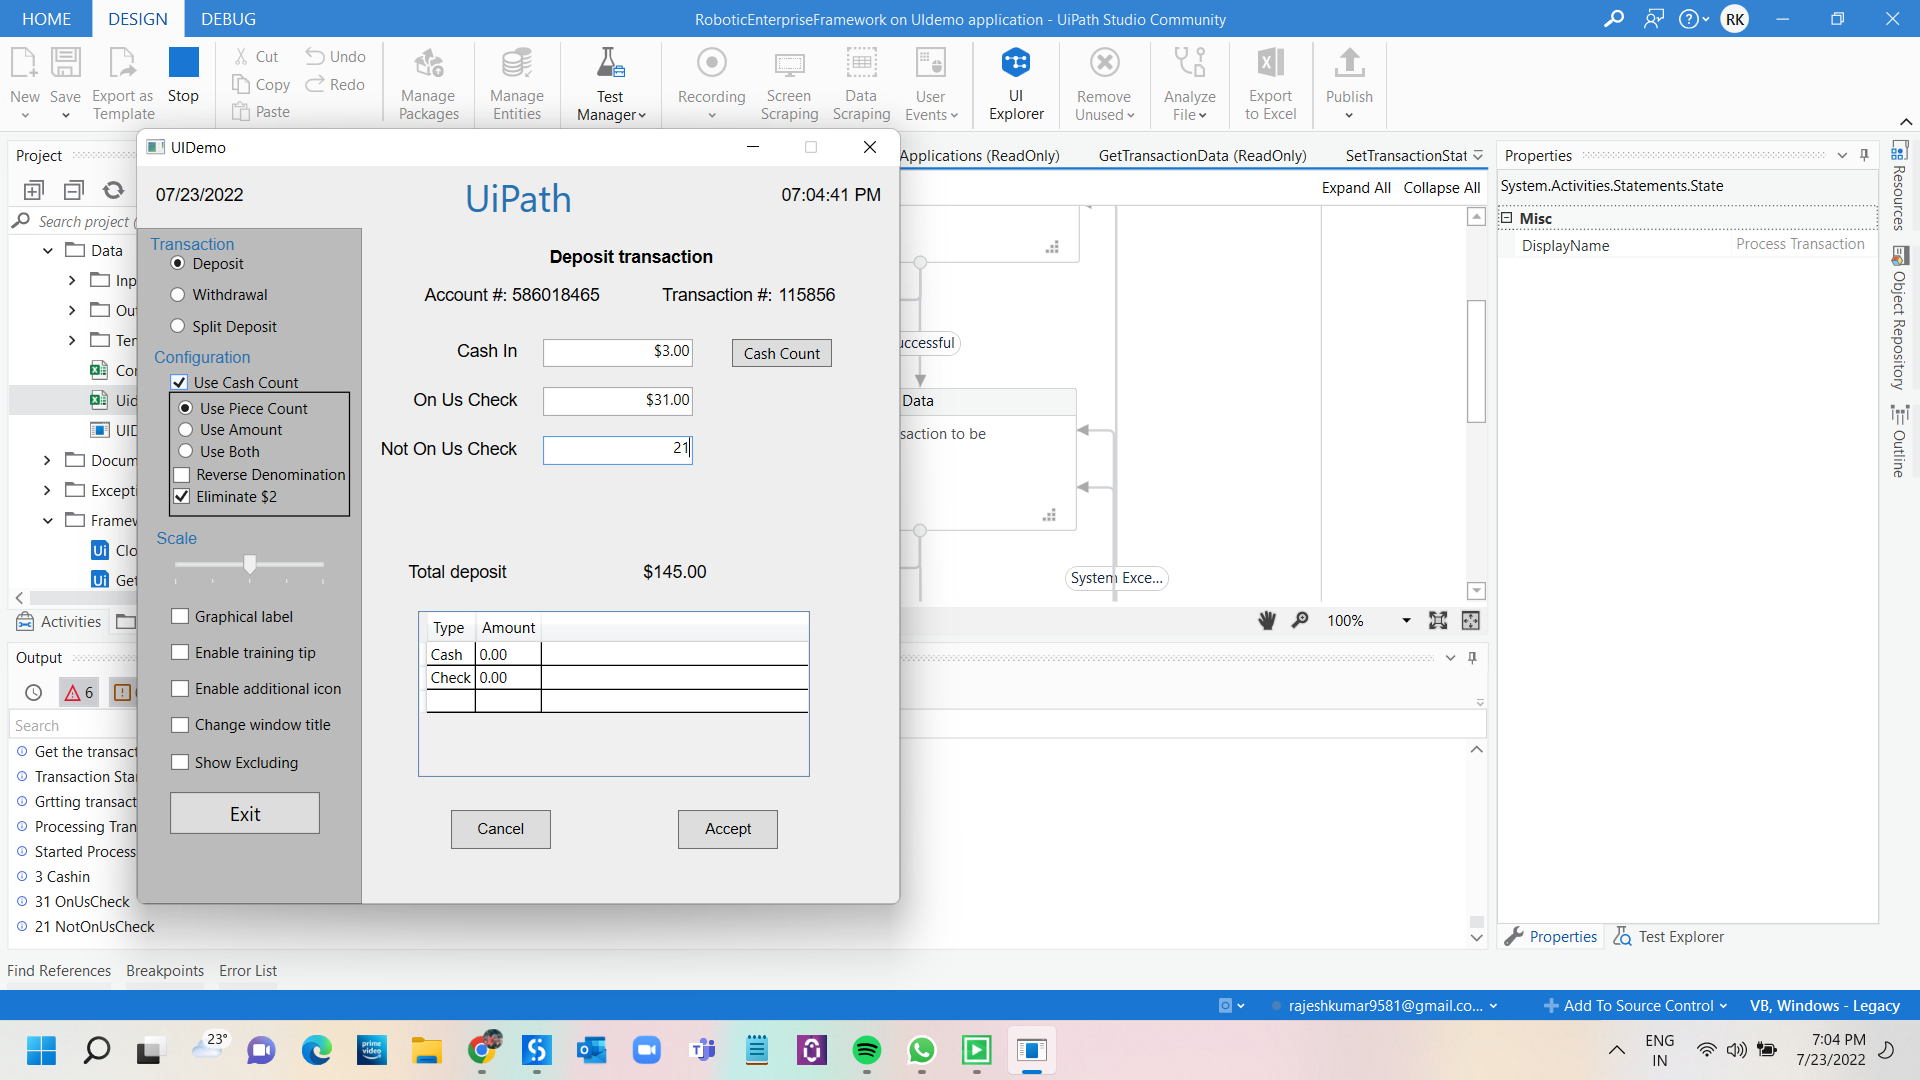 HOME DESIGN DEBUG
RoboticEnterpriseFramework on UIdemo application - UiPath Studio Community
RK
New Save Export as Template Stop
Cut Copy Paste Undo Redo
Manage Packages
Manage Entities
Test Manager
Recording
Screen Scraping
Data Scraping
User Events
UI Explorer
Remove Unused
Analyze File
Export to Excel
Publish
Project
Search project (
Data
Inp
Out
Ten
Con
Uid
UID
Docum
Excepti
Framew
Ui Clo
Ui Get
Activities
UIDemo
07/23/2022
UiPath
07:04:41 PM
Transaction
Deposit
Withdrawal
Split Deposit
Configuration
Use Cash Count
Use Piece Count
Use Amount
Use Both
Reverse Denomination
Eliminate $2
Scale
Graphical label
Enable training tip
Enable additional icon
Change window title
Show Excluding
Exit
Deposit transaction
Account #: 586018465 Transaction #: 115856
Cash In $3.00 Cash Count
On Us Check $31.00
Not On Us Check 21
Total deposit $145.00
Type Amount
Cash 0.00
Check 0.00
Cancel Accept
Applications (ReadOnly) GetTransactionData (ReadOnly) SetTransactionStat
Expand All Collapse All
uccessful
Data
saction to be
System Exce...
100%
Properties
System.Activities.Statements.State
Misc
DisplayName Process Transaction
Resources
Object Repository
Outline
Properties Test Explorer
Output
6
Search
Get the transact
Transaction Star
Grtting transact
Processing Tran
Started Process
3 Cashin
31 OnUsCheck
21 NotOnUsCheck
Find References Breakpoints Error List
rajeshkumar9581@gmail.co... Add To Source Control VB, Windows - Legacy
23°
prime video
ENG IN
7:04 PM
7/23/2022